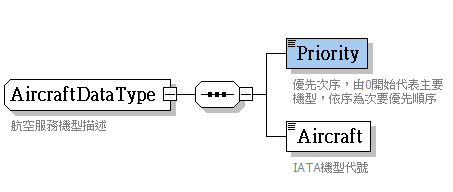 Priority
優先次序，由0開始代表主要
機型，依序為次要優先順序
AircraftDataType
航空服務機型描述
Aircraft
IATA機型代號